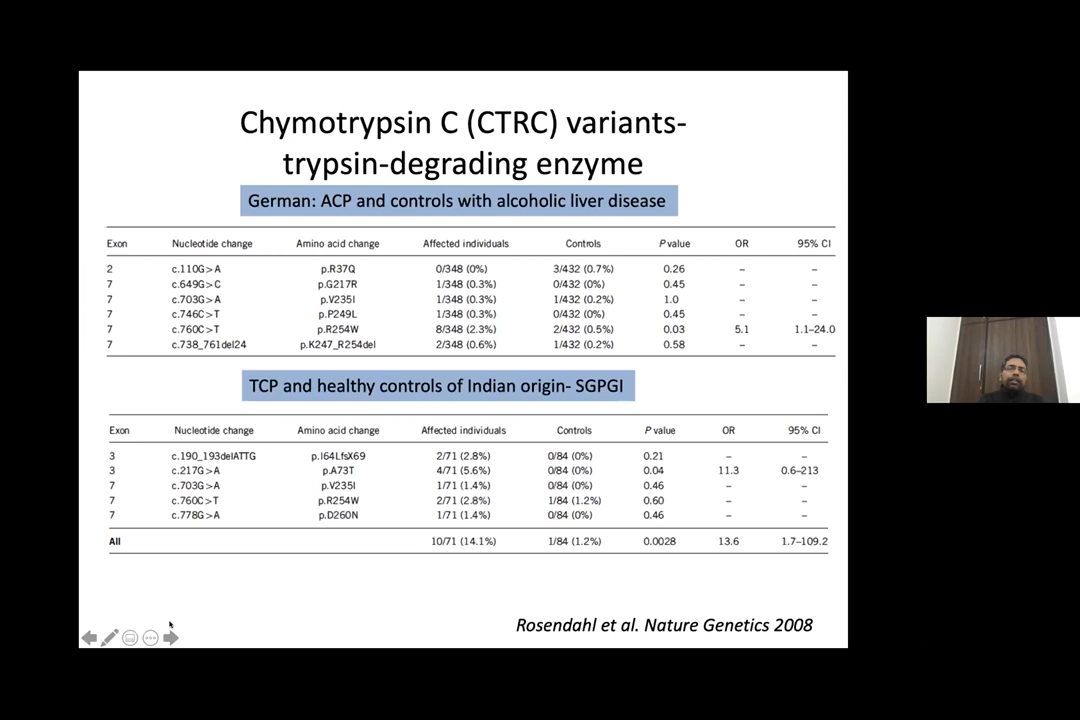 Chymotrypsin C (CTRC) variants-
trypsin-degrading enzyme
German: ACP and controls with alcoholic liver disease
Exon Nucleotide change Amino acid change Affected individuals Controls P value OR 95% CI
2 c.110G>A p.R37Q 0/348 (0%) 3/432 (0.7%) 0.26 – –
7 c.649G>C p.G217R 1/348 (0.3%) 0/432 (0%) 0.45 – –
7 c.703G>A p.V235I 1/348 (0.3%) 1/432 (0.2%) 1.0 – –
7 c.746C>T p.P249L 1/348 (0.3%) 0/432 (0%) 0.45 – –
7 c.760C>T p.R254W 8/348 (2.3%) 2/432 (0.5%) 0.03 5.1 1.1–24.0
7 c.738_761del24 p.K247_R254del 2/348 (0.6%) 1/432 (0.2%) 0.58 – –
TCP and healthy controls of Indian origin- SGPGI
Exon Nucleotide change Amino acid change Affected individuals Controls P value OR 95% CI
3 c.190_193delATTG p.I64LfsX69 2/71 (2.8%) 0/84 (0%) 0.21 – –
3 c.217G>A p.A73T 4/71 (5.6%) 0/84 (0%) 0.04 11.3 0.6–213
7 c.703G>A p.V235I 1/71 (1.4%) 0/84 (0%) 0.46 – –
7 c.760C>T p.R254W 2/71 (2.8%) 1/84 (1.2%) 0.60 – –
7 c.778G>A p.D260N 1/71 (1.4%) 0/84 (0%) 0.46 – –
All 10/71 (14.1%) 1/84 (1.2%) 0.0028 13.6 1.7–109.2
Rosendahl et al. Nature Genetics 2008